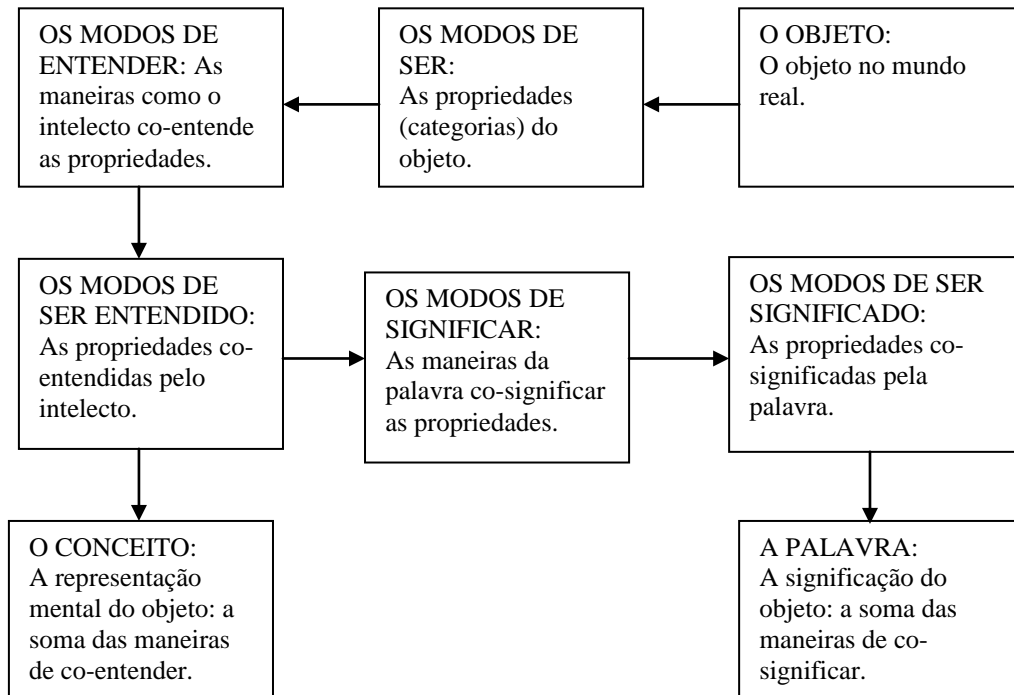 O OBJETO:
O objeto no mundo
real.
OS MODOS DE
SER:
As propriedades
(categorias) do
objeto.
OS MODOS DE
ENTENDER: As
maneiras como o
intelecto co-entende
as propriedades.
OS MODOS DE
SER ENTENDIDO:
As propriedades co-
entendidas pelo
intelecto.
OS MODOS DE
SIGNIFICAR:
As maneiras da
palavra co-significar
as propriedades.
OS MODOS DE SER
SIGNIFICADO:
As propriedades co-
significadas pela
palavra.
O CONCEITO:
A representação
mental do objeto: a
soma das maneiras
de co-entender.
A PALAVRA:
A significação do
objeto: a soma das
maneiras de co-
significar.